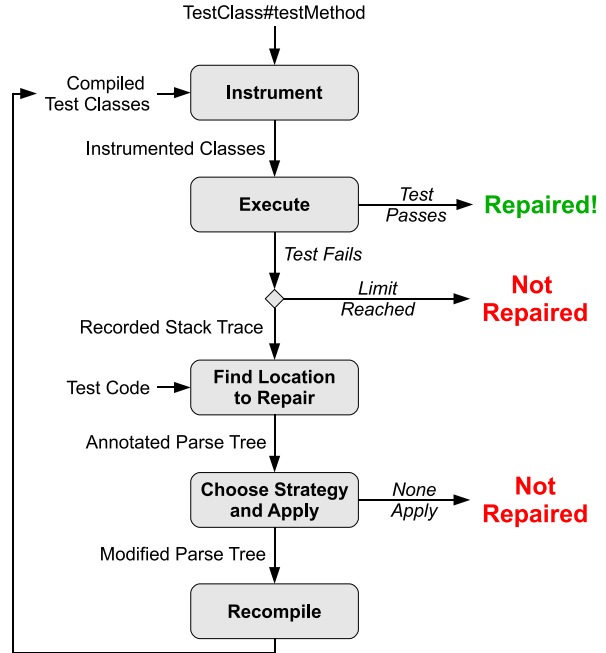 TestClass#testMethod
Compiled
Test Classes
Instrument
Instrumented Classes
Execute
Test
Passes
Repaired!
Test Fails
Limit
Reached
Not
Repaired
Recorded Stack Trace
Test Code
Find Location
to Repair
Annotated Parse Tree
Choose Strategy
and Apply
None
Apply
Not
Repaired
Modified Parse Tree
Recompile